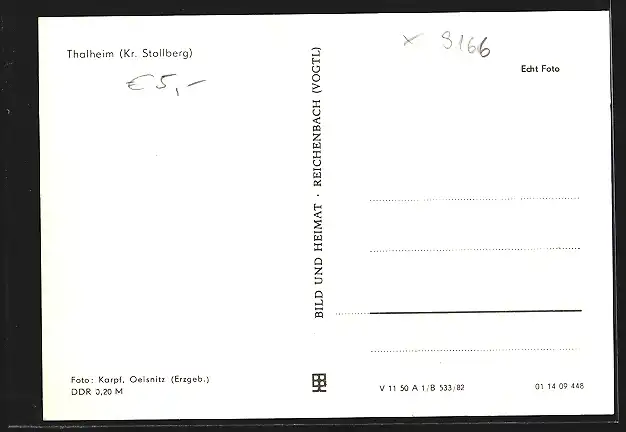 Thalheim (Kr. Stollberg)
€5,-
x 9166
Echt Foto
BILD UND HEIMAT · REICHENBACH (VOGTL)
Foto: Karpf, Oelsnitz (Erzgeb.)
DDR 0,20 M
V 11 50 A 1/B 533/82
01 14 09 448